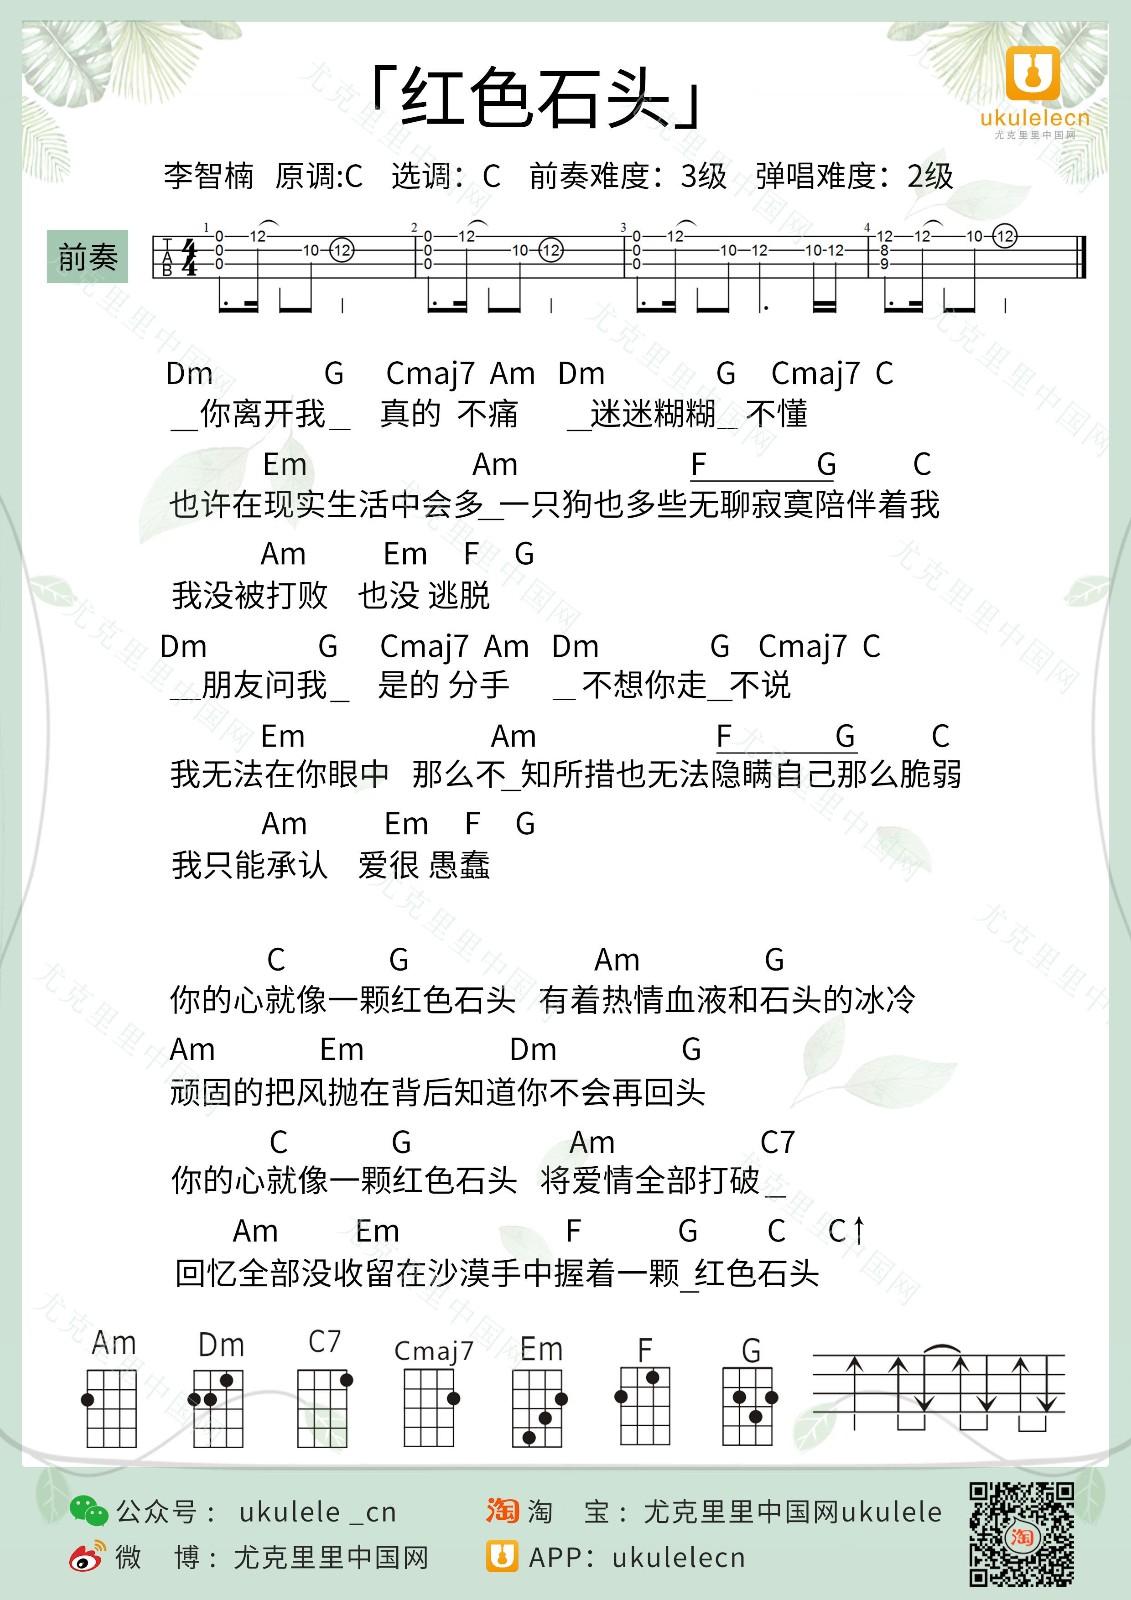 「红色石头」
ukulelecn
尤克里里中国网
李智楠 原调:C 选调：C 前奏难度：3级 弹唱难度：2级
前奏
1 2 3 4
T A B 4 4 0 0 0 12 10 12 0 0 0 12 10 12 0 0 0 12 10 12 10 12 12 8 9 12 10 12
Dm G Cmaj7 Am Dm G Cmaj7 C
__你离开我_ 真的 不痛 __迷迷糊糊_ 不懂
Em Am F G C
也许在现实生活中会多_一只狗也多些无聊寂寞陪伴着我
Am Em F G
我没被打败 也没 逃脱
Dm G Cmaj7 Am Dm G Cmaj7 C
__朋友问我_ 是的 分手 _ 不想你走_不说
Em Am F G C
我无法在你眼中 那么不_知所措也无法隐瞒自己那么脆弱
Am Em F G
我只能承认 爱很 愚蠢
C G Am G
你的心就像一颗红色石头 有着热情血液和石头的冰冷
Am Em Dm G
顽固的把风抛在背后知道你不会再回头
C G Am C7
你的心就像一颗红色石头 将爱情全部打破_
Am Em F G C C↑
回忆全部没收留在沙漠手中握着一颗_红色石头
Am Dm C7 Cmaj7 Em F G
公众号： ukulele _cn
淘 淘 宝：尤克里里中国网ukulele
微 博：尤克里里中国网
APP：ukulelecn
淘